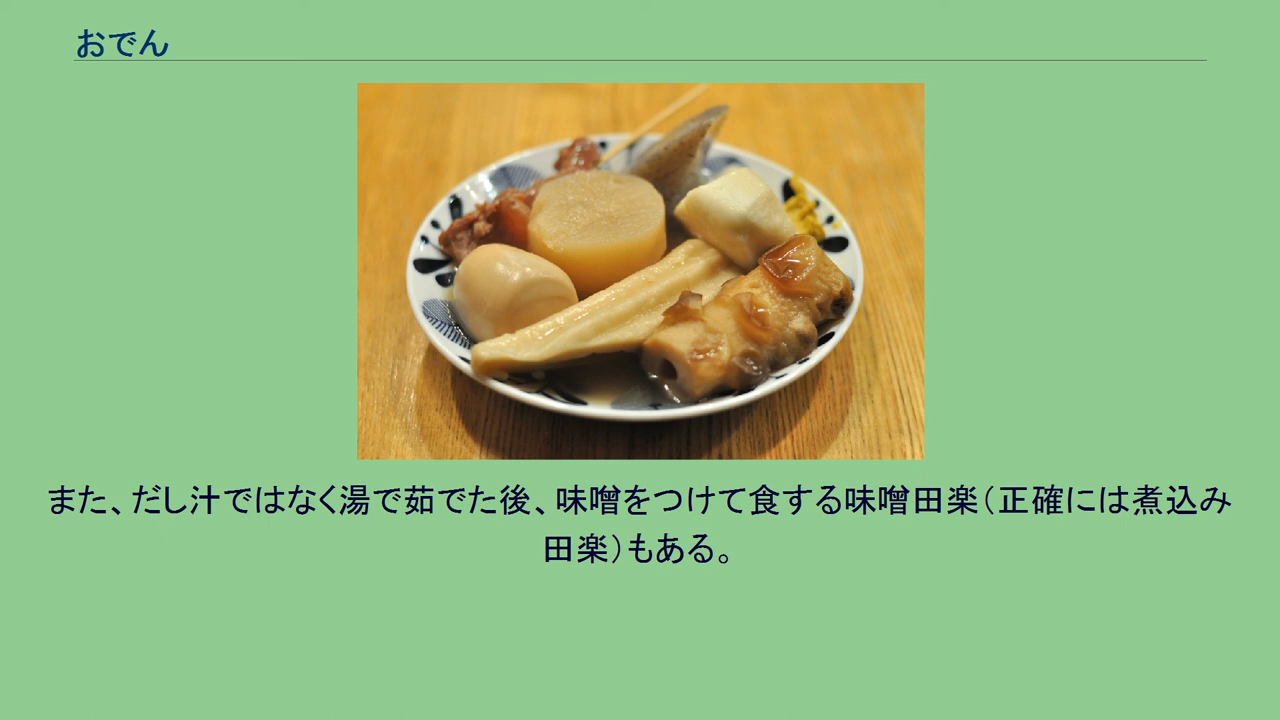 おでん
また、だし汁ではなく湯で茹でた後、味噌をつけて食する味噌田楽（正確には煮込み
田楽）もある。